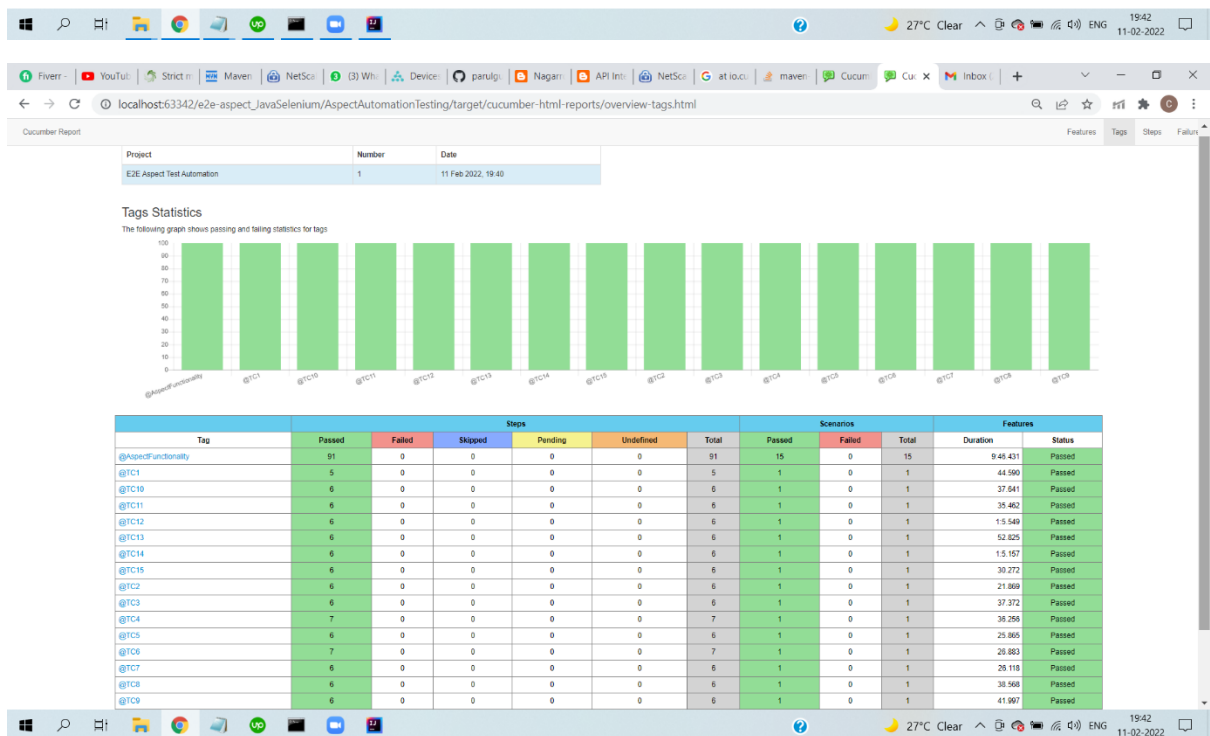 27°C Clear ENG 19:42
11-02-2022
Fiverr - YouTub Strict m Maven NetSca (3) Wha Device: parulgu Nagarr API Inte NetSca at io.cu maven- Cucum Cuc Inbox (
localhost:63342/e2e-aspect_JavaSelenium/AspectAutomationTesting/target/cucumber-html-reports/overview-tags.html
Cucumber Report Features Tags Steps Failure
Project Number Date
E2E Aspect Test Automation 1 11 Feb 2022, 19:40
Tags Statistics
The following graph shows passing and failing statistics for tags
100
90
80
70
60
50
40
30
20
10
0
@AspectFunctionality @TC1 @TC10 @TC11 @TC12 @TC13 @TC14 @TC15 @TC2 @TC3 @TC4 @TC5 @TC6 @TC7 @TC8 @TC9
Steps Scenarios Features
Tag Passed Failed Skipped Pending Undefined Total Passed Failed Total Duration Status
@AspectFunctionality 91 0 0 0 0 91 15 0 15 9:46.431 Passed
@TC1 5 0 0 0 0 5 1 0 1 44.590 Passed
@TC10 6 0 0 0 0 6 1 0 1 37.641 Passed
@TC11 6 0 0 0 0 6 1 0 1 35.462 Passed
@TC12 6 0 0 0 0 6 1 0 1 1:5.549 Passed
@TC13 6 0 0 0 0 6 1 0 1 52.825 Passed
@TC14 6 0 0 0 0 6 1 0 1 1:5.157 Passed
@TC15 6 0 0 0 0 6 1 0 1 30.272 Passed
@TC2 6 0 0 0 0 6 1 0 1 21.869 Passed
@TC3 6 0 0 0 0 6 1 0 1 37.372 Passed
@TC4 7 0 0 0 0 7 1 0 1 36.256 Passed
@TC5 6 0 0 0 0 6 1 0 1 25.865 Passed
@TC6 7 0 0 0 0 7 1 0 1 26.883 Passed
@TC7 6 0 0 0 0 6 1 0 1 26.118 Passed
@TC8 6 0 0 0 0 6 1 0 1 38.568 Passed
@TC9 6 0 0 0 0 6 1 0 1 41.997 Passed
27°C Clear ENG 19:42
11-02-2022